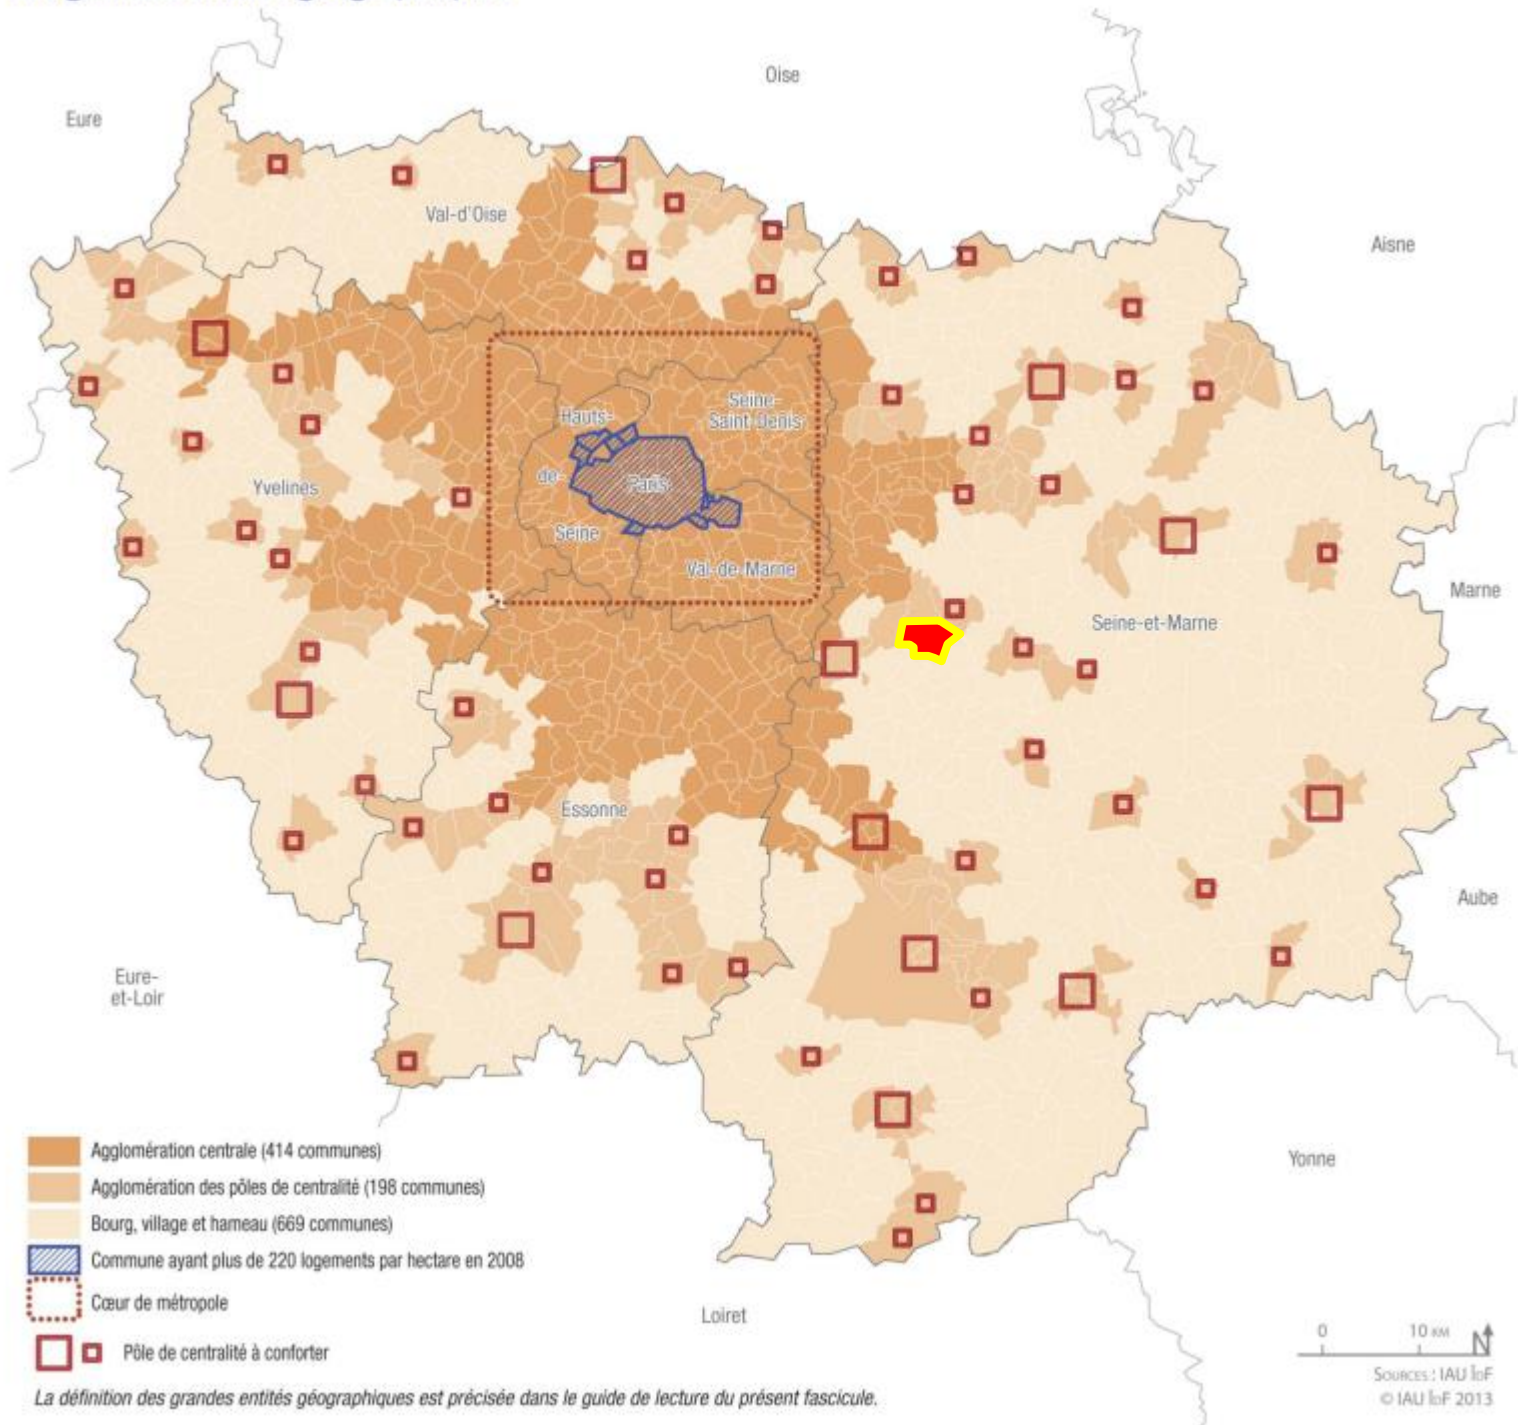 Oise
Eure
Val-d'Oise
Aisne
Hauts-
Seine-
Saint-Denis
de-
Paris
Yvelines
Seine
Val-de-Marne
Marne
Seine-et-Marne
Essonne
Aube
Eure-
et-Loir
Yonne
Loiret
Agglomération centrale (414 communes)
Agglomération des pôles de centralité (198 communes)
Bourg, village et hameau (669 communes)
Commune ayant plus de 220 logements par hectare en 2008
Cœur de métropole
Pôle de centralité à conforter
La définition des grandes entités géographiques est précisée dans le guide de lecture du présent fascicule.
0 10 KM N
SOURCES : IAU ÎdF
© IAU ÎdF 2013